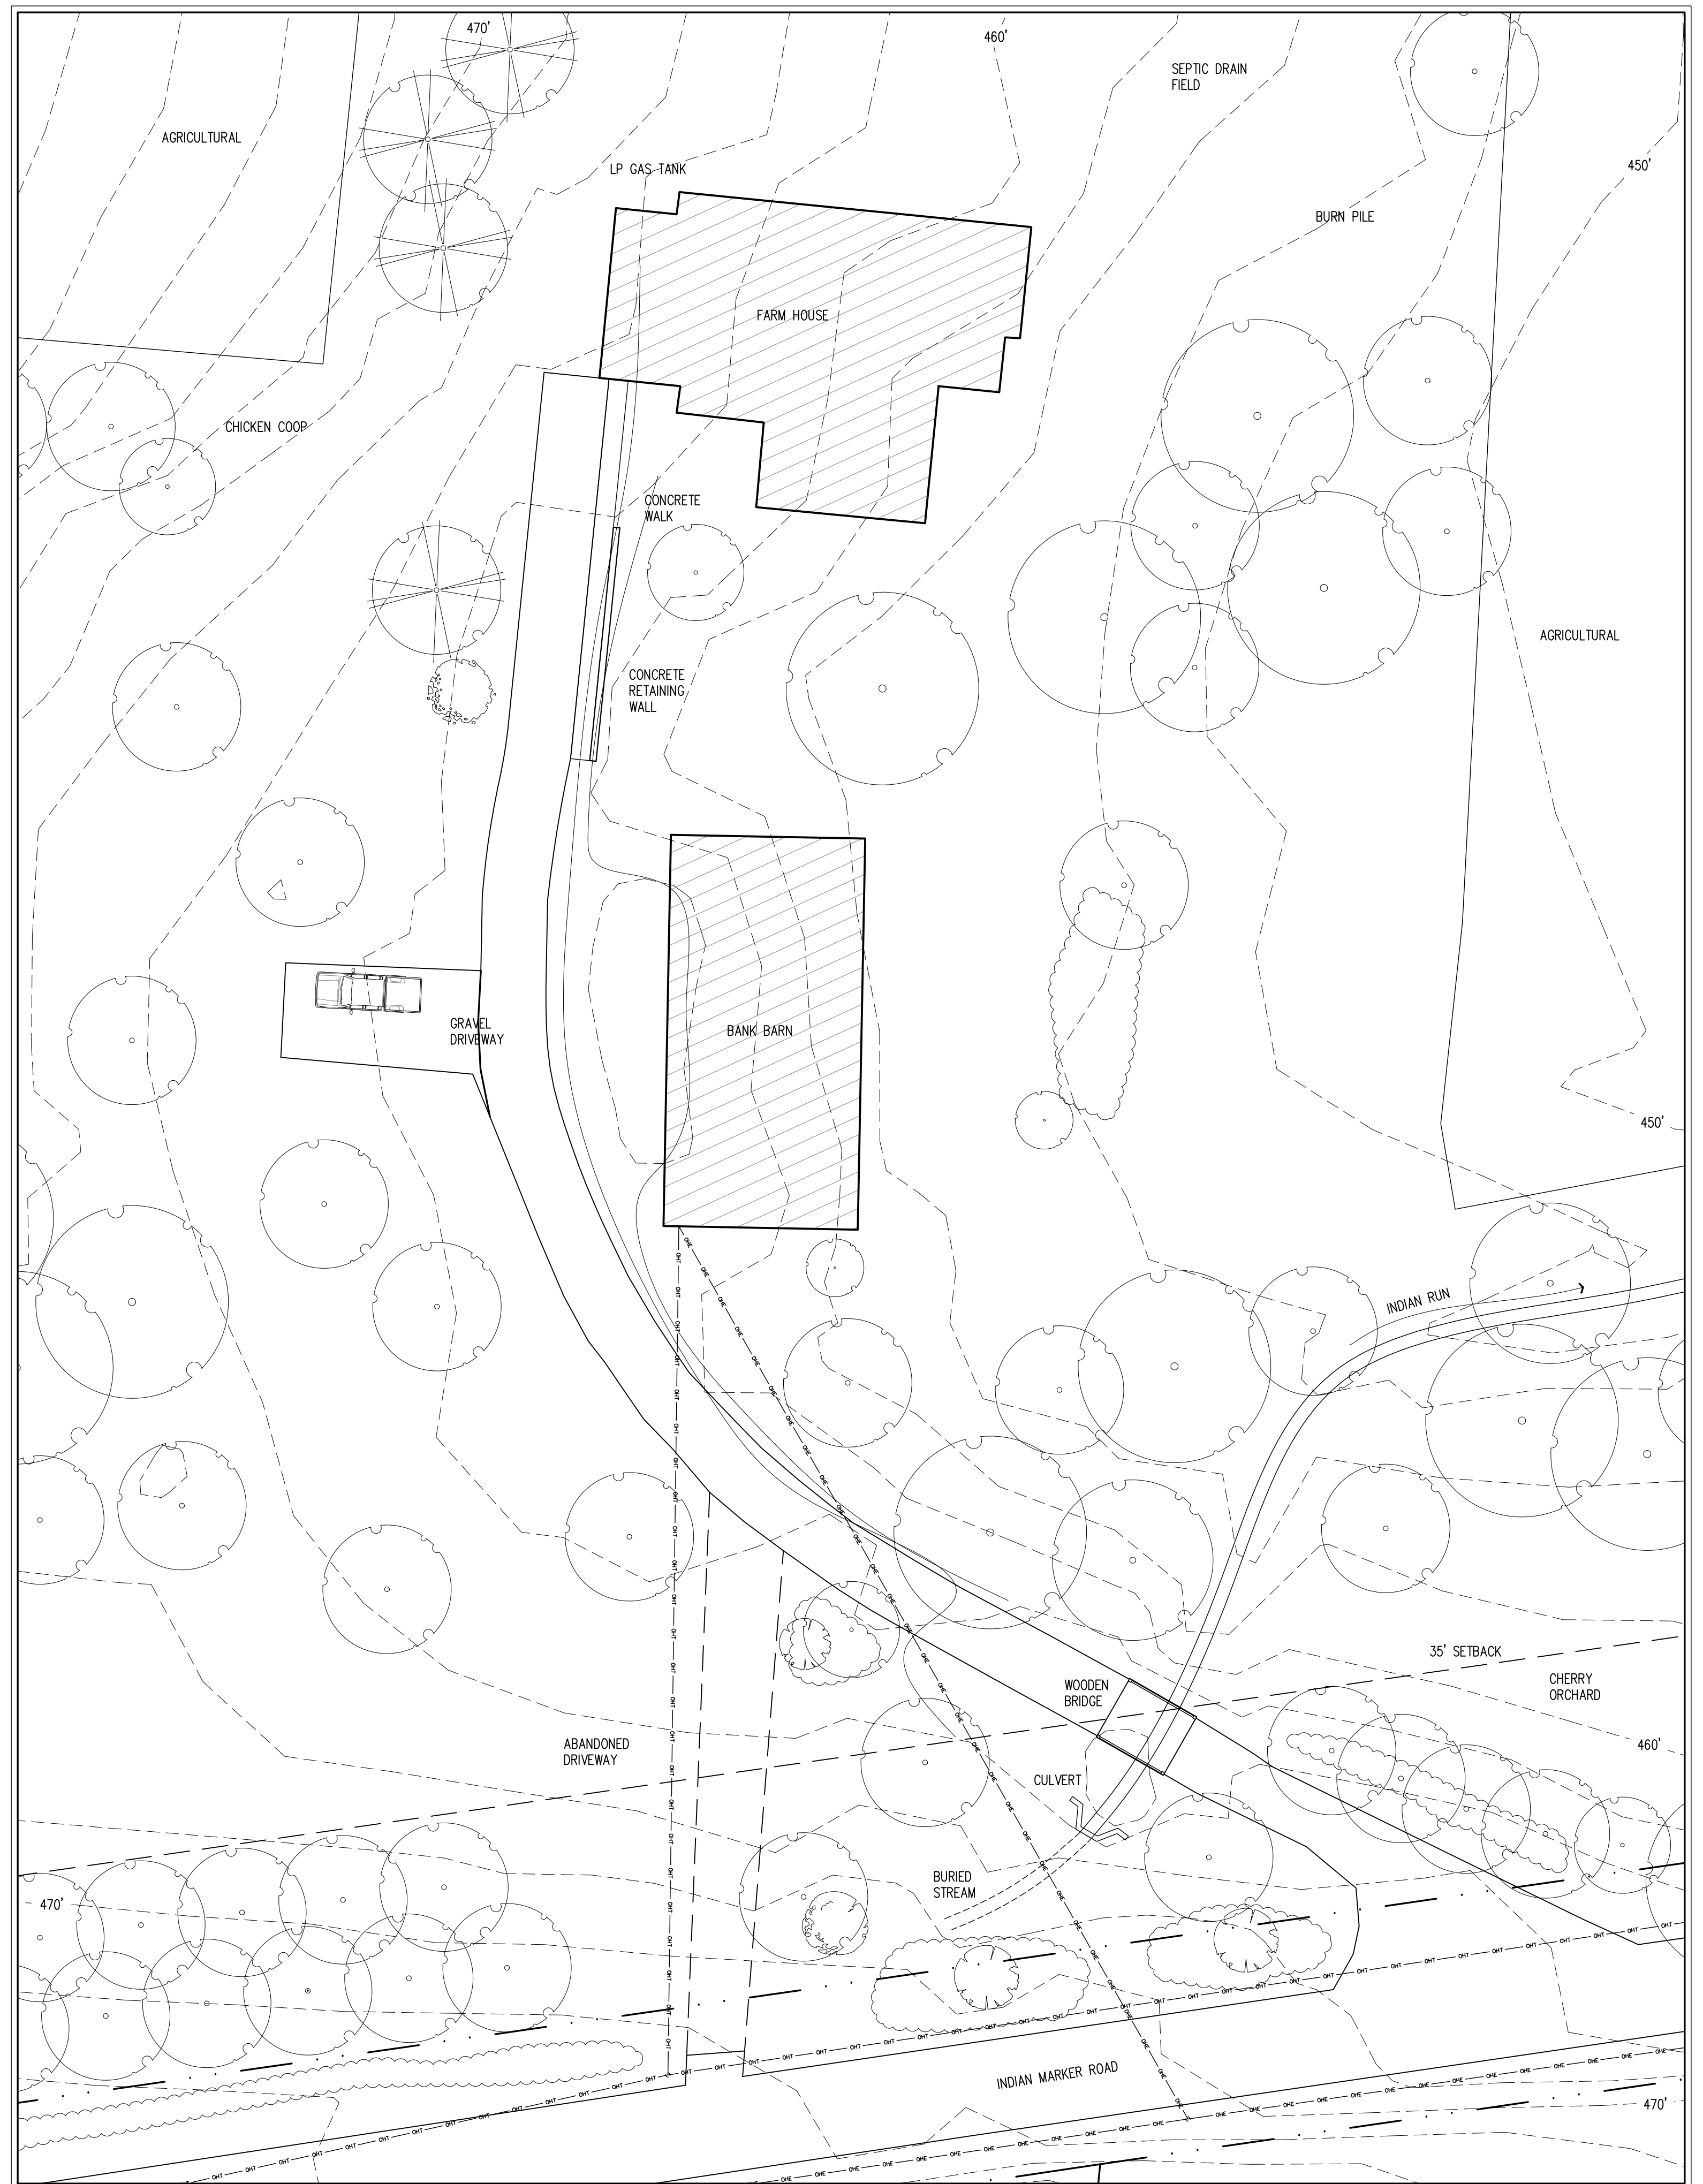 470'
460'
SEPTIC DRAIN
FIELD
AGRICULTURAL
LP GAS TANK
450'
BURN PILE
FARM HOUSE
CHICKEN COOP
CONCRETE
WALK
AGRICULTURAL
CONCRETE
RETAINING
WALL
GRAVEL
DRIVEWAY
BANK BARN
450'
INDIAN RUN
35' SETBACK
WOODEN
BRIDGE
CHERRY
ORCHARD
ABANDONED
DRIVEWAY
460'
CULVERT
BURIED
STREAM
470'
INDIAN MARKER ROAD
470'
OHT
OHE